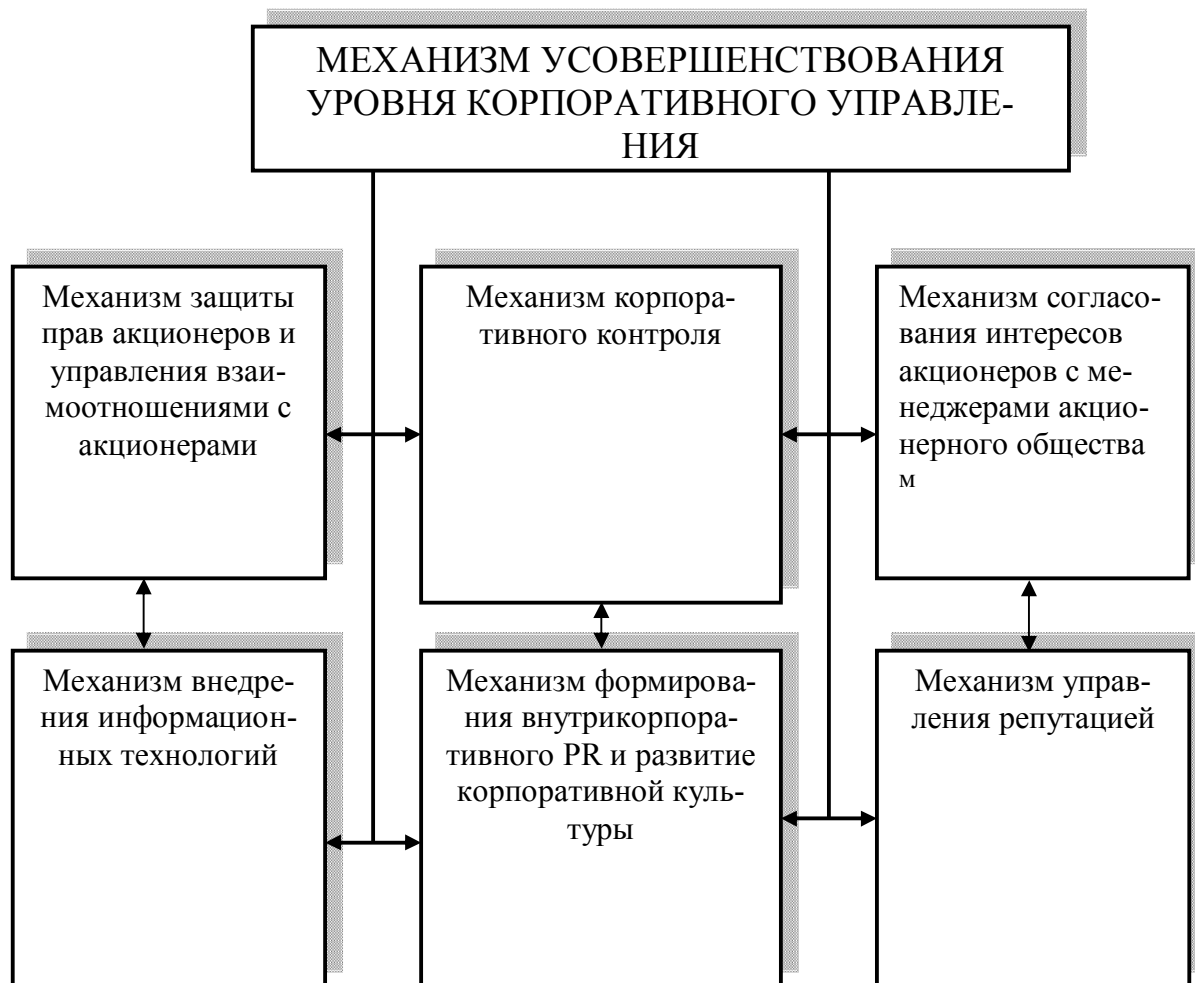 МЕХАНИЗМ УСОВЕРШЕНСТВОВАНИЯ
УРОВНЯ КОРПОРАТИВНОГО УПРАВЛЕ-
НИЯ
Механизм защиты
прав акционеров и
управления взаи-
моотношениями с
акционерами
Механизм корпора-
тивного контроля
Механизм согласо-
вания интересов
акционеров с ме-
неджерами акцио-
нерного общества
м
Механизм внедре-
ния информацион-
ных технологий
Механизм формирова-
ния внутрикорпора-
тивного PR и развитие
корпоративной куль-
туры
Механизм управ-
ления репутацией